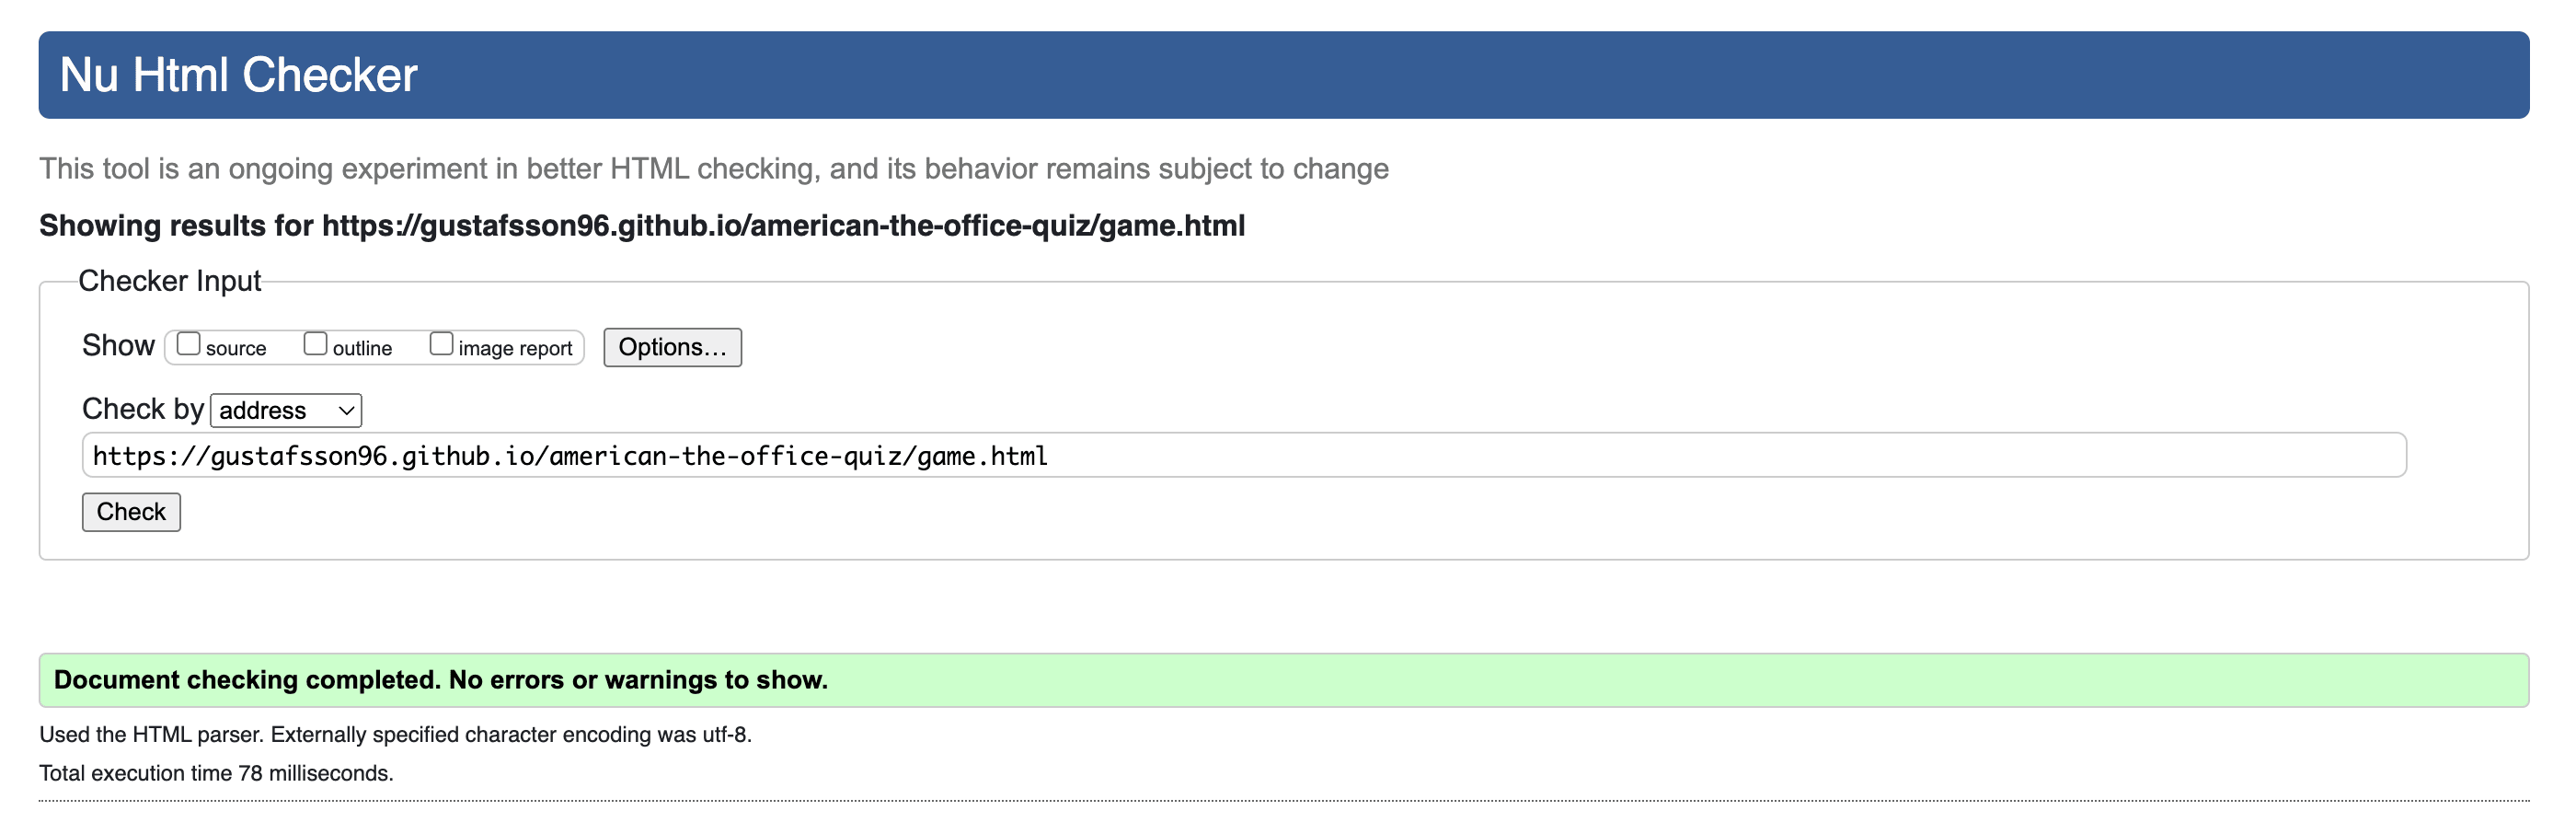 Nu Html Checker
This tool is an ongoing experiment in better HTML checking, and its behavior remains subject to change
Showing results for https://gustafsson96.github.io/american-the-office-quiz/game.html
Checker Input
Show source outline image report Options...
Check by address
https://gustafsson96.github.io/american-the-office-quiz/game.html
Check
Document checking completed. No errors or warnings to show.
Used the HTML parser. Externally specified character encoding was utf-8.
Total execution time 78 milliseconds.